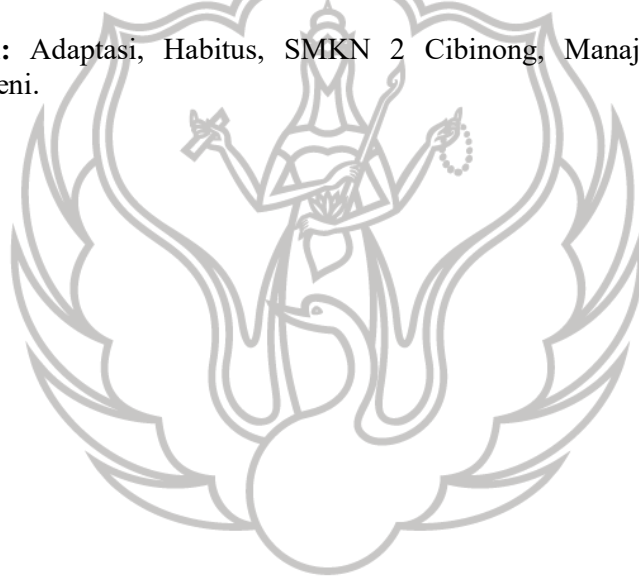 : Adaptasi, Habitus, SMKN 2 Cibinong, Manaj
eni.